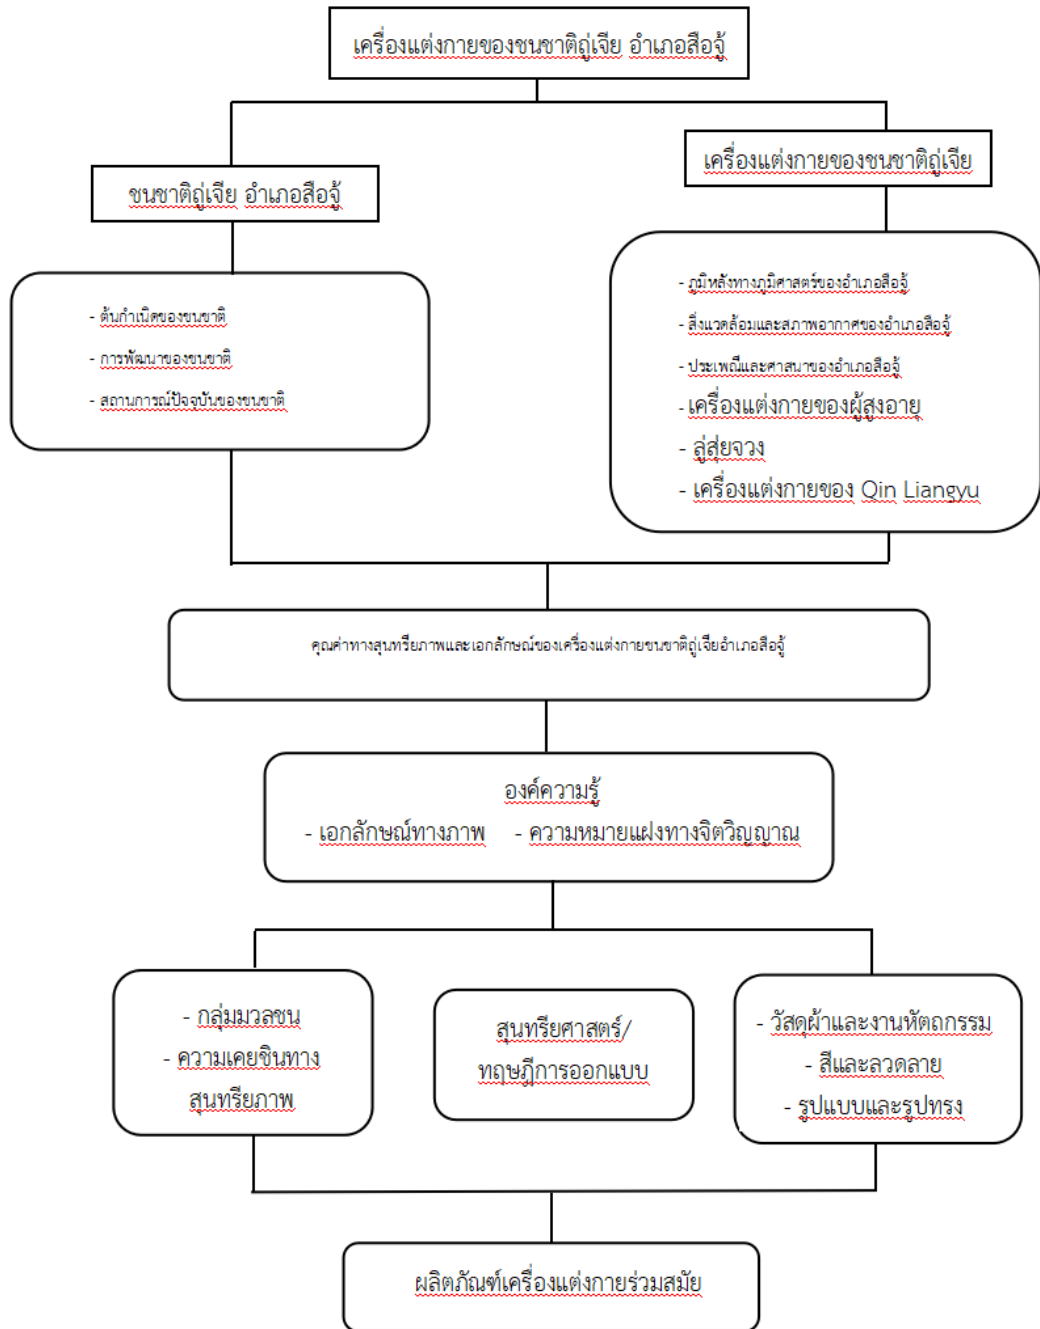 เครื่องแต่งกายของชนชาติถู่เจีย อำเภอสือจู้
เครื่องแต่งกายของชนชาติถู่เจีย
ชนชาติถู่เจีย อำเภอสือจู้
- ต้นกำเนิดของชนชาติ
- การพัฒนาของชนชาติ
- สถานการณ์ปัจจุบันของชนชาติ
- ภูมิหลังทางภูมิศาสตร์ของอำเภอสือจู้
- สิ่งแวดล้อมและสภาพอากาศของอำเภอสือจู้
- ประเพณีและศาสนาของอำเภอสือจู้
- เครื่องแต่งกายของผู้สูงอายุ
- ลู่สุ่ยจวง
- เครื่องแต่งกายของ Qin Liangyu
คุณค่าทางสุนทรียภาพและเอกลักษณ์ของเครื่องแต่งกายชนชาติถู่เจียอำเภอสือจู้
องค์ความรู้
- เอกลักษณ์ทางภาพ - ความหมายแฝงทางจิตวิญญาณ
- กลุ่มมวลชน
- ความเคยชินทาง
สุนทรียภาพ
สุนทรียศาสตร์/
ทฤษฎีการออกแบบ
- วัสดุผ้าและงานหัตถกรรม
- สีและลวดลาย
- รูปแบบและรูปทรง
ผลิตภัณฑ์เครื่องแต่งกายร่วมสมัย